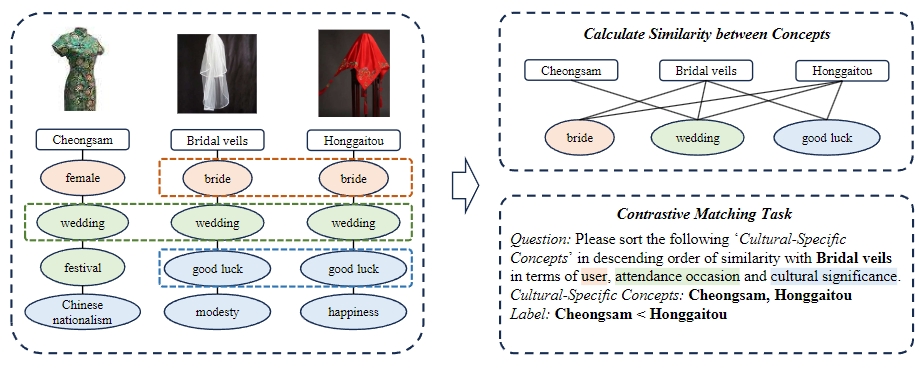 Cheongsam
Bridal veils
Honggaitou
female
bride
bride
wedding
wedding
wedding
festival
good luck
good luck
Chinese
nationalism
modesty
happiness
Calculate Similarity between Concepts
Cheongsam
Bridal veils
Honggaitou
bride
wedding
good luck
Contrastive Matching Task
Question: Please sort the following ‘Cultural-Specific
Concepts’ in descending order of similarity with Bridal veils
in terms of user, attendance occasion and cultural significance.
Cultural-Specific Concepts: Cheongsam, Honggaitou
Label: Cheongsam < Honggaitou